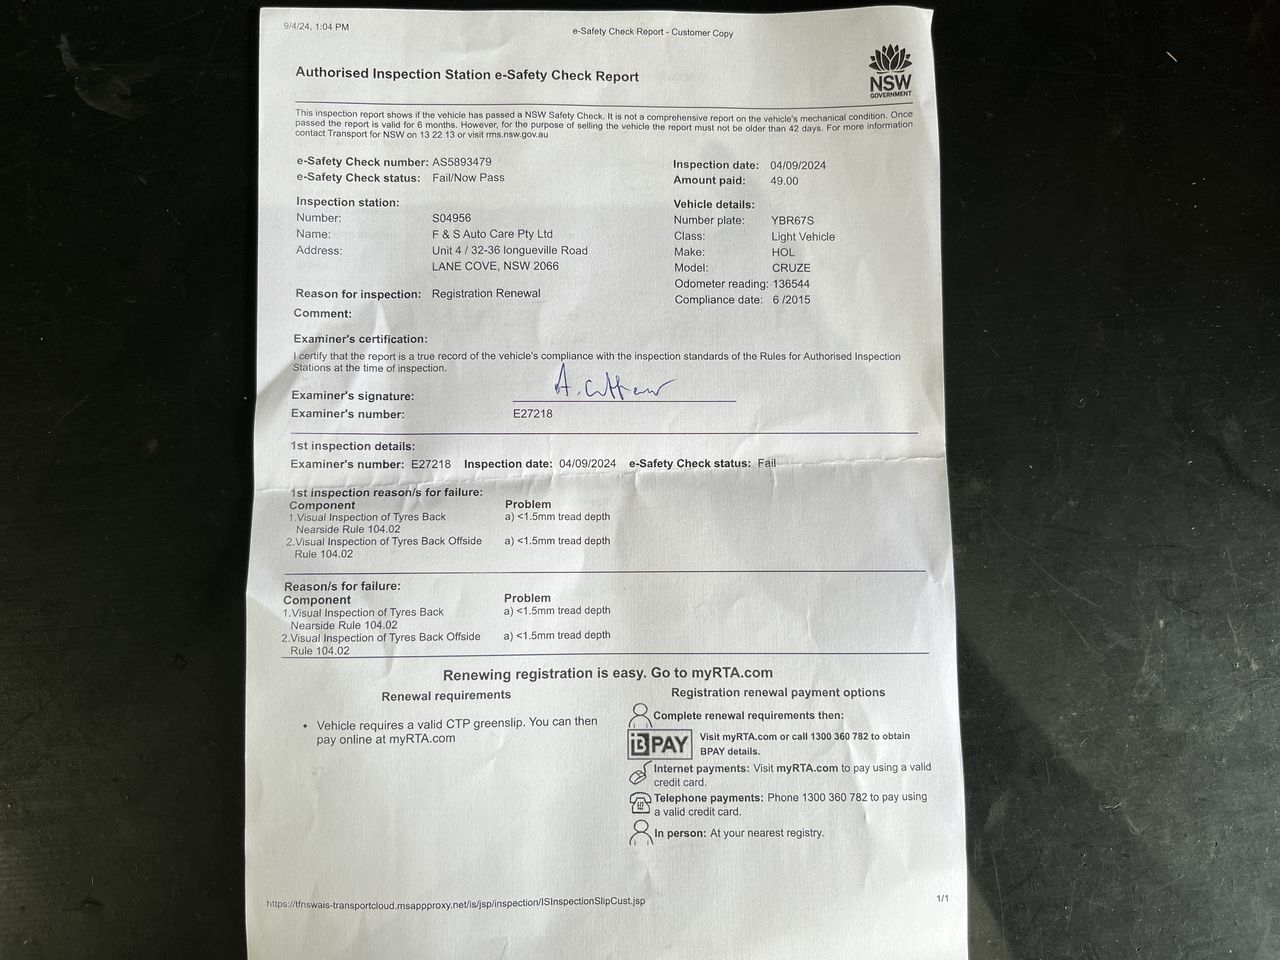 9/4/24, 1:04 PM
e-Safety Check Report - Customer Copy
Authorised Inspection Station e-Safety Check Report
NSW
GOVERNMENT
This inspection report shows if the vehicle has passed a NSW Safety Check. It is not a comprehensive report on the vehicle's mechanical condition. Once
passed the report is valid for 6 months. However, for the purpose of selling the vehicle the report must not be older than 42 days. For more information
contact Transport for NSW on 13 22 13 or visit rms.nsw.gov.au
e-Safety Check number: AS5893479
e-Safety Check status: Fail/Now Pass
Inspection date: 04/09/2024
Amount paid: 49.00
Inspection station:
Number: S04956
Name: F & S Auto Care Pty Ltd
Address: Unit 4 / 32-36 longueville Road
LANE COVE, NSW 2066
Vehicle details:
Number plate: YBR67S
Class: Light Vehicle
Make: HOL
Model: CRUZE
Odometer reading: 136544
Compliance date: 6 /2015
Reason for inspection: Registration Renewal
Comment:
Examiner's certification:
I certify that the report is a true record of the vehicle's compliance with the inspection standards of the Rules for Authorised Inspection
Stations at the time of inspection.
Examiner's signature:
Examiner's number: E27218
1st inspection details:
Examiner's number: E27218 Inspection date: 04/09/2024 e-Safety Check status: Fail
1st inspection reason/s for failure:
Component Problem
1.Visual Inspection of Tyres Back a) <1.5mm tread depth
Nearside Rule 104.02
2.Visual Inspection of Tyres Back Offside a) <1.5mm tread depth
Rule 104.02
Reason/s for failure:
Component Problem
1.Visual Inspection of Tyres Back a) <1.5mm tread depth
Nearside Rule 104.02
2.Visual Inspection of Tyres Back Offside a) <1.5mm tread depth
Rule 104.02
Renewing registration is easy. Go to myRTA.com
Renewal requirements
• Vehicle requires a valid CTP greenslip. You can then
pay online at myRTA.com
Registration renewal payment options
Complete renewal requirements then:
BPAY
Visit myRTA.com or call 1300 360 782 to obtain
BPAY details.
Internet payments: Visit myRTA.com to pay using a valid
credit card.
Telephone payments: Phone 1300 360 782 to pay using
a valid credit card.
In person: At your nearest registry.
https://tfnswais-transportcloud.msappproxy.net/is/jsp/inspection/ISInspectionSlipCust.jsp
1/1